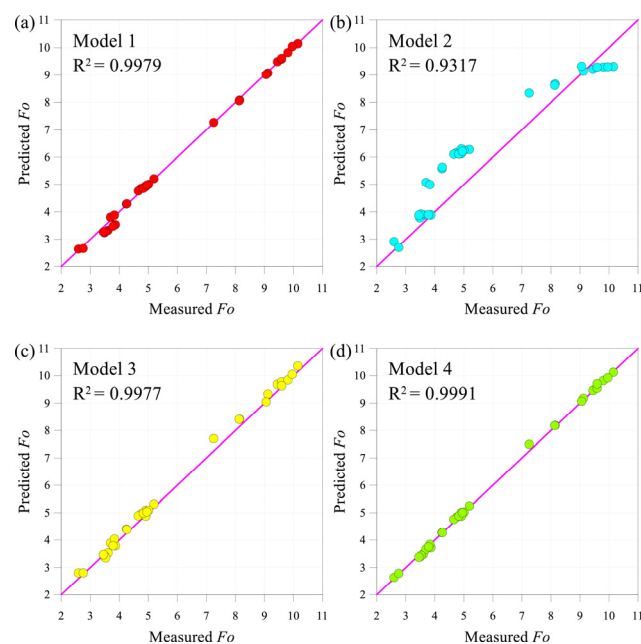 (a)
Model 1
R² = 0.9979
Predicted Fo
11
10
9
8
7
6
5
4
3
2
2 3 4 5 6 7 8 9 10 11
Measured Fo
(b)
Model 2
R² = 0.9317
Predicted Fo
11
10
9
8
7
6
5
4
3
2
2 3 4 5 6 7 8 9 10 11
Measured Fo
(c)
Model 3
R² = 0.9977
Predicted Fo
11
10
9
8
7
6
5
4
3
2
2 3 4 5 6 7 8 9 10 11
Measured Fo
(d)
Model 4
R² = 0.9991
Predicted Fo
11
10
9
8
7
6
5
4
3
2
2 3 4 5 6 7 8 9 10 11
Measured Fo